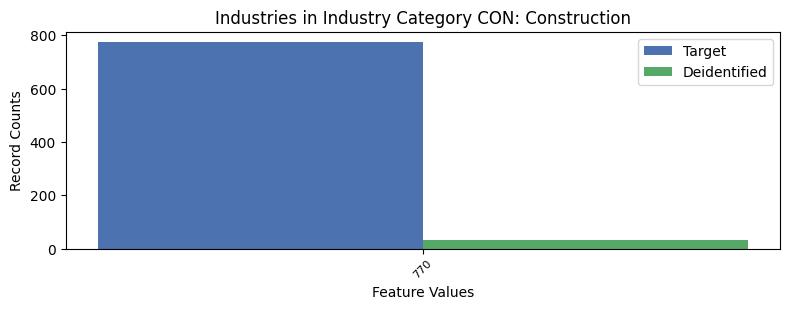 Industries in Industry Category CON: Construction
Target
Deidentified
Record Counts
800
600
400
200
0
770
Feature Values